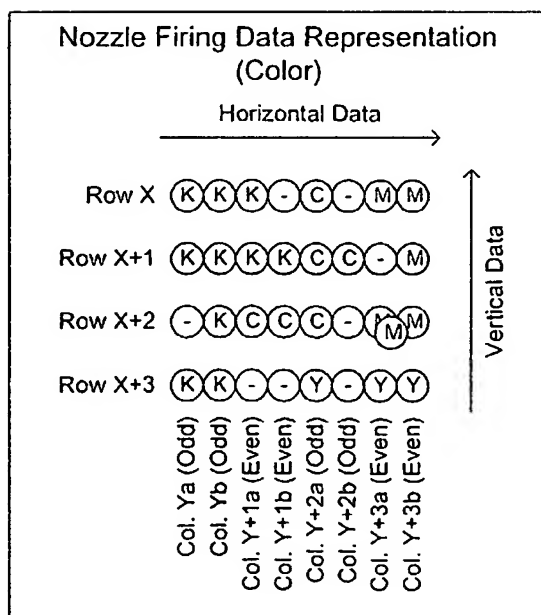 Nozzle Firing Data Representation
(Color)
Horizontal Data
Row X K K K - C - M M
Row X+1 K K K K C C - M
Row X+2 - K C C C - M M M
Row X+3 K K - - Y - Y Y
Vertical Data
Col. Ya (Odd)
Col. Yb (Odd)
Col. Y+1a (Even)
Col. Y+1b (Even)
Col. Y+2a (Odd)
Col. Y+2b (Odd)
Col. Y+3a (Even)
Col. Y+3b (Even)